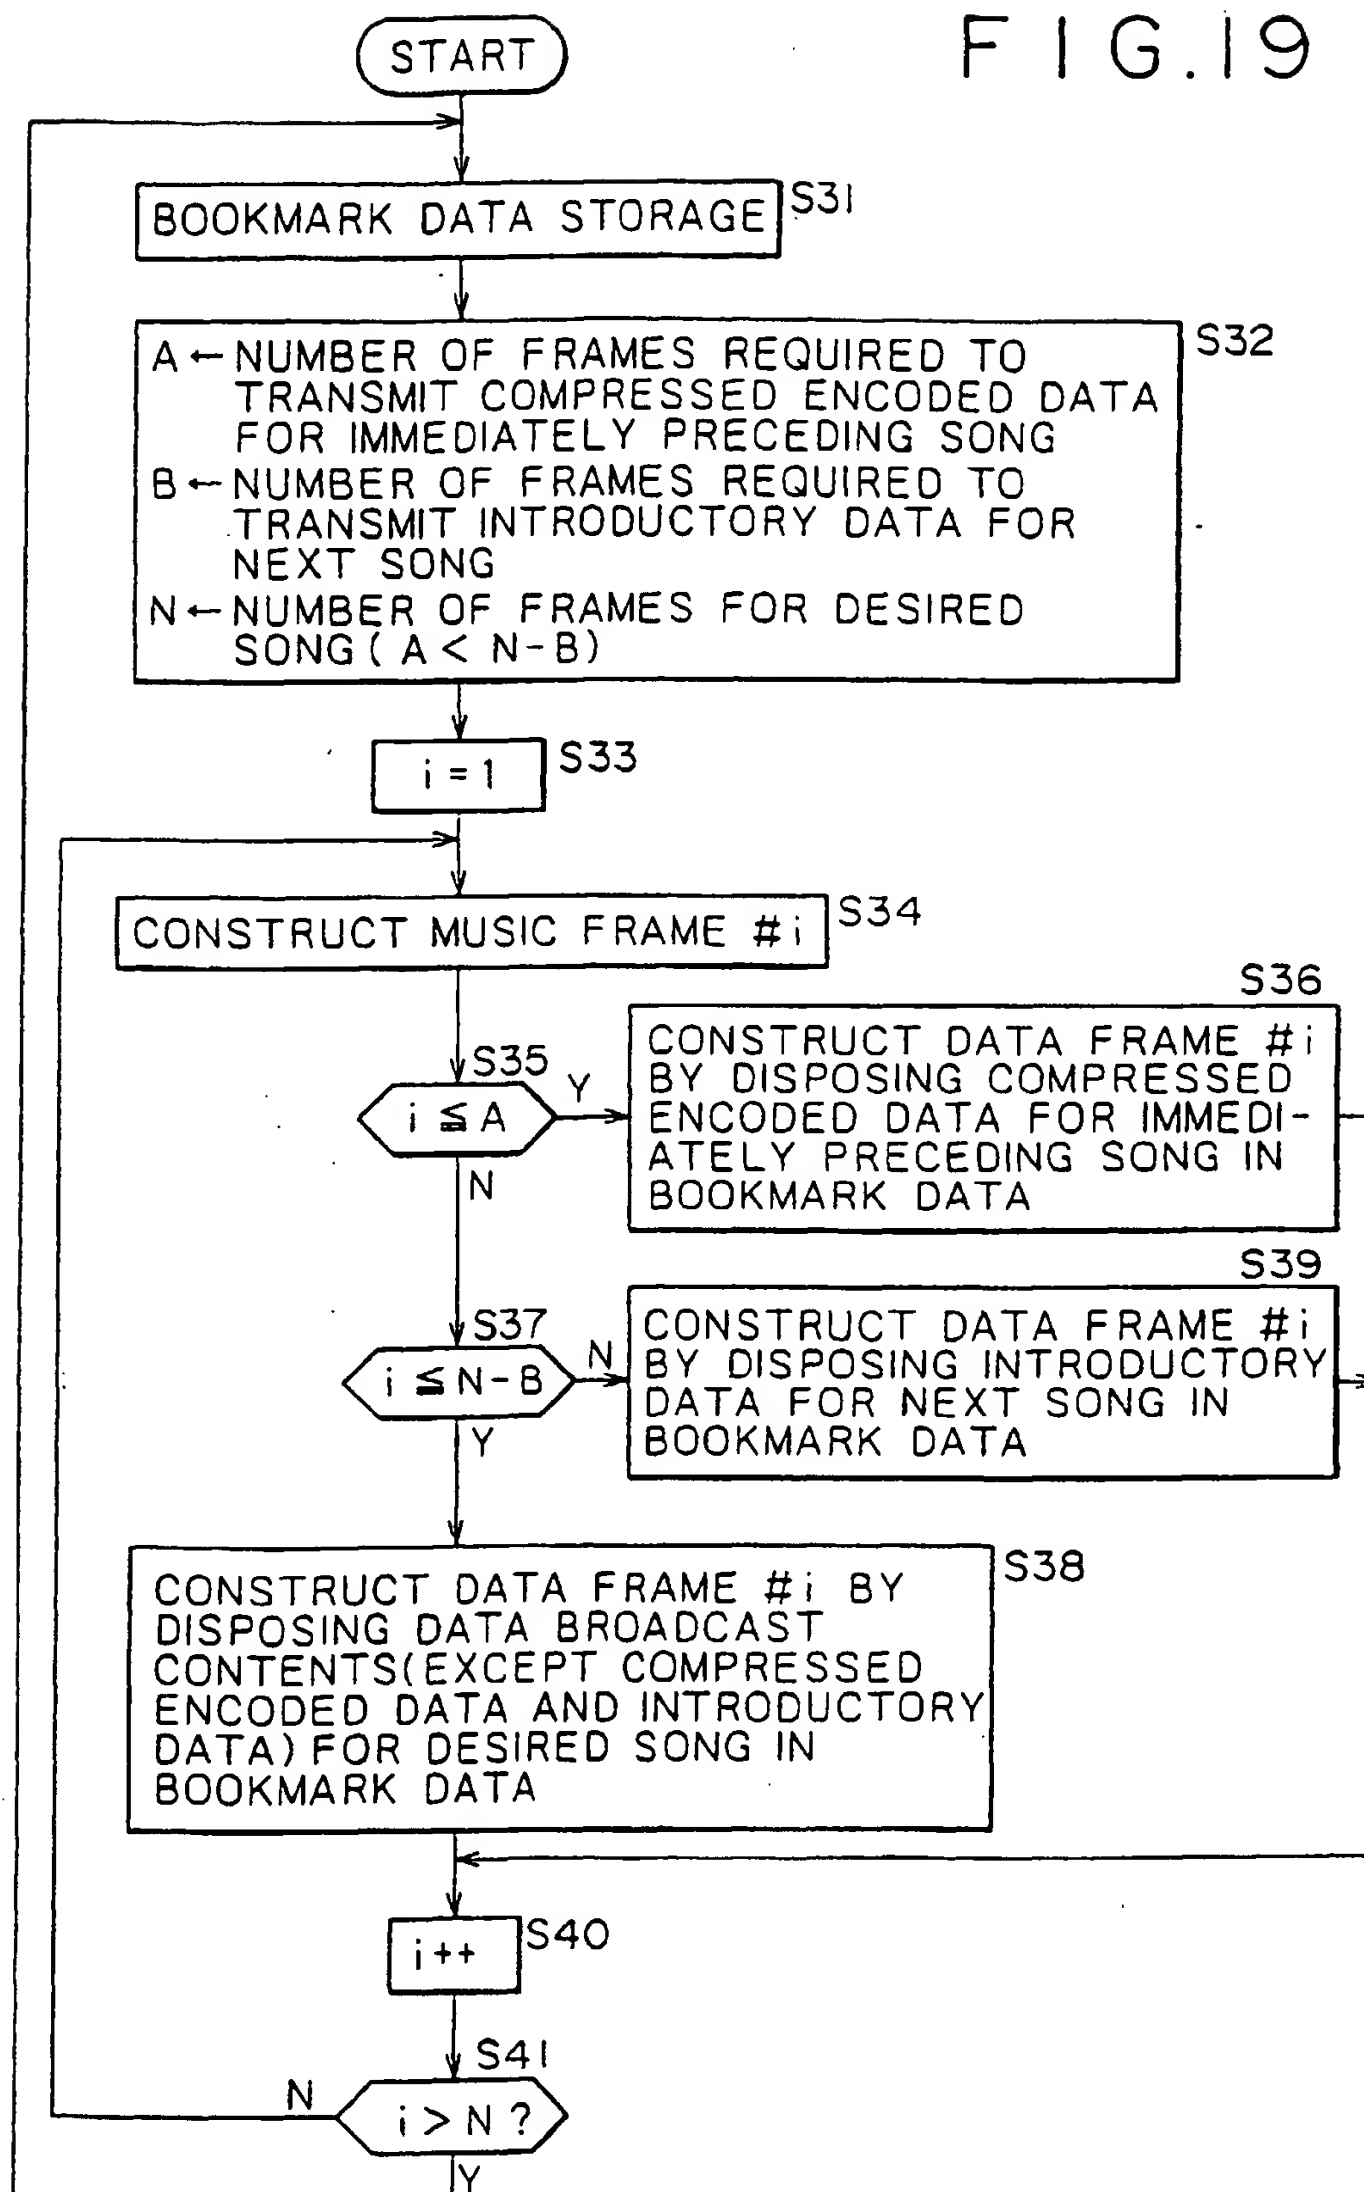 FIG.19
START
BOOKMARK DATA STORAGE
S31
A ← NUMBER OF FRAMES REQUIRED TO
TRANSMIT COMPRESSED ENCODED DATA
FOR IMMEDIATELY PRECEDING SONG
B ← NUMBER OF FRAMES REQUIRED TO
TRANSMIT INTRODUCTORY DATA FOR
NEXT SONG
N ← NUMBER OF FRAMES FOR DESIRED
SONG ( A < N-B)
S32
i = 1
S33
CONSTRUCT MUSIC FRAME #i
S34
S35
i ≦ A
Y
N
S36
CONSTRUCT DATA FRAME #i
BY DISPOSING COMPRESSED
ENCODED DATA FOR IMMEDI-
ATELY PRECEDING SONG IN
BOOKMARK DATA
S37
i ≦ N-B
N
Y
S39
CONSTRUCT DATA FRAME #i
BY DISPOSING INTRODUCTORY
DATA FOR NEXT SONG IN
BOOKMARK DATA
S38
CONSTRUCT DATA FRAME #i BY
DISPOSING DATA BROADCAST
CONTENTS(EXCEPT COMPRESSED
ENCODED DATA AND INTRODUCTORY
DATA) FOR DESIRED SONG IN
BOOKMARK DATA
i++
S40
S41
i > N ?
N
Y